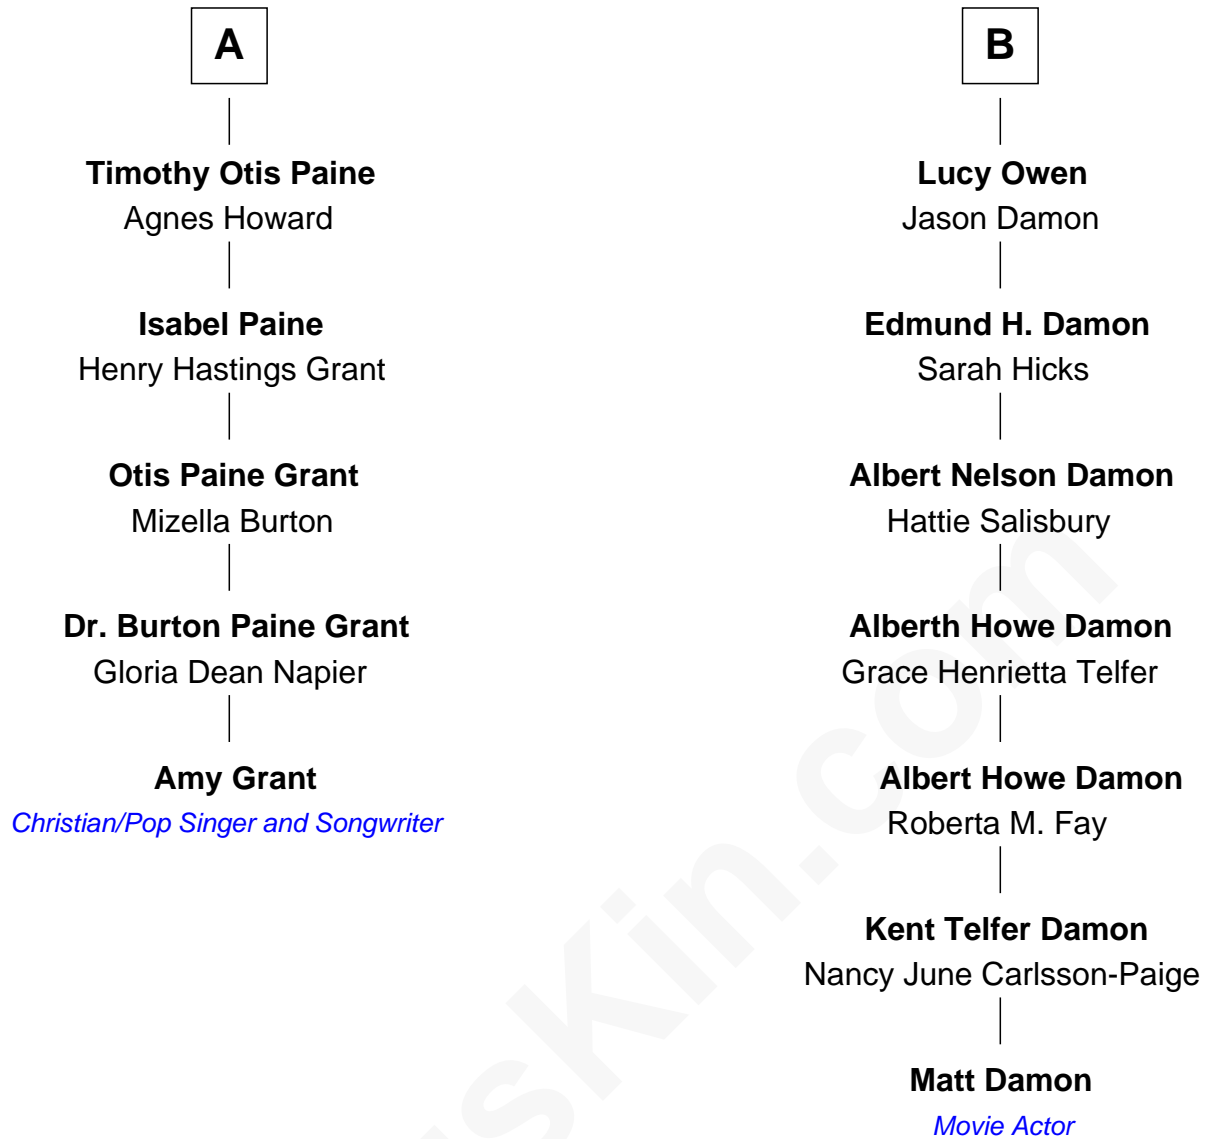 A
Timothy Otis Paine
Agnes Howard
Isabel Paine
Henry Hastings Grant
Otis Paine Grant
Mizella Burton
Dr. Burton Paine Grant
Gloria Dean Napier
Amy Grant
Christian/Pop Singer and Songwriter
B
Lucy Owen
Jason Damon
Edmund H. Damon
Sarah Hicks
Albert Nelson Damon
Hattie Salisbury
Alberth Howe Damon
Grace Henrietta Telfer
Albert Howe Damon
Roberta M. Fay
Kent Telfer Damon
Nancy June Carlsson-Paige
Matt Damon
Movie Actor
sKin.com